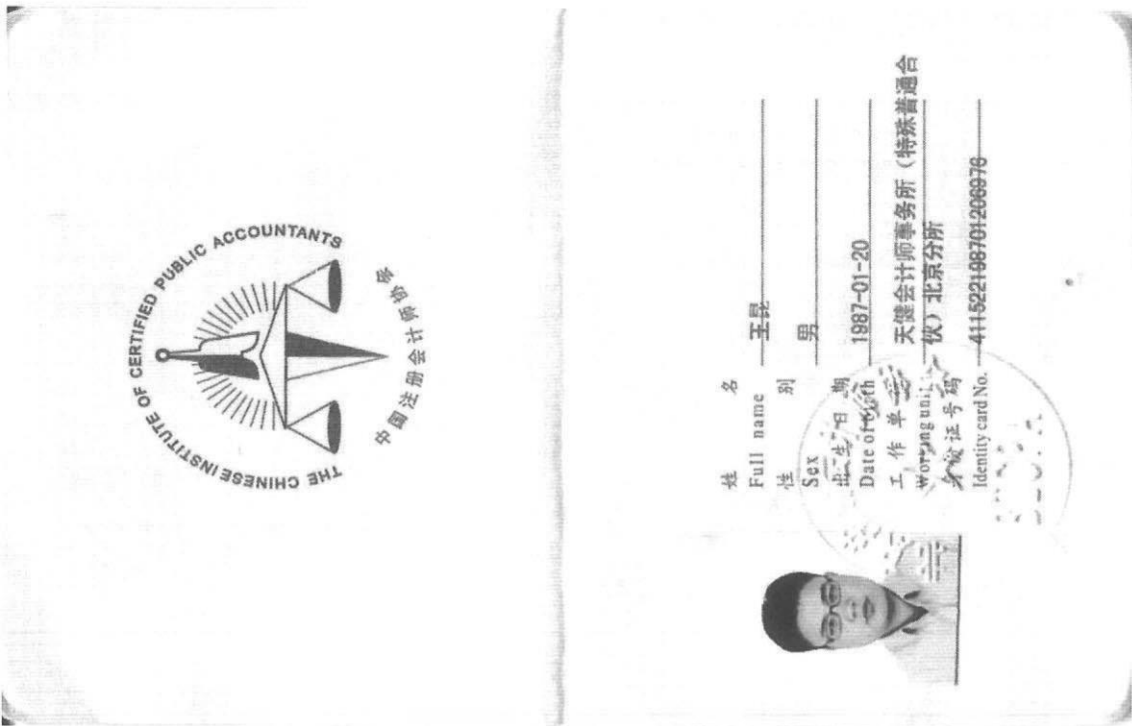 THE CHINESE INSTITUTE OF CERTIFIED PUBLIC ACCOUNTANTS
中国注册会计师协会
姓 名
Full name 王昆
性 别
Sex 男
出生日期
Date of birth 1987-01-20
工作单位 天健会计师事务所（特殊普通合
Working unit 伙）北京分所
身份证号码
Identity card No. 411522198701206976